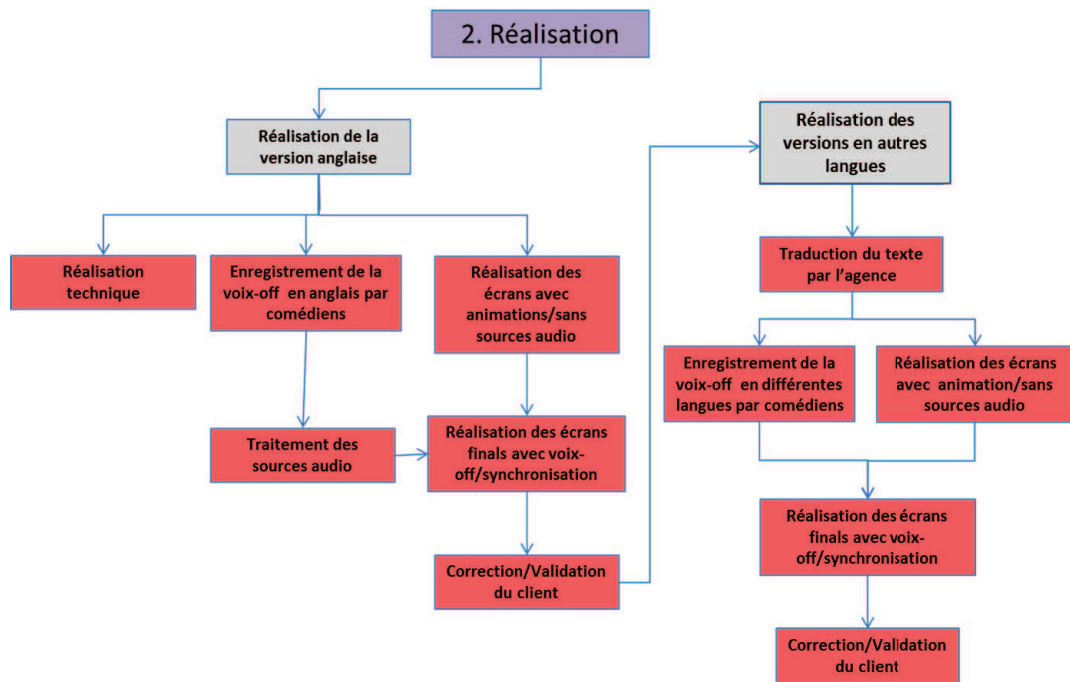 2. Réalisation
Réalisation de la
version anglaise
Réalisation
technique
Enregistrement de la
voix-off en anglais par
comédiens
Réalisation des
écrans avec
animations/sans
sources audio
Traitement des
sources audio
Réalisation des écrans
finals avec voix-
off/synchronisation
Correction/Validation
du client
Réalisation des
versions en autres
langues
Traduction du texte
par l’agence
Enregistrement de la
voix-off en différentes
langues par comédiens
Réalisation des écrans
avec animation/sans
sources audio
Réalisation des écrans
finals avec voix-
off/synchronisation
Correction/Validation
du client